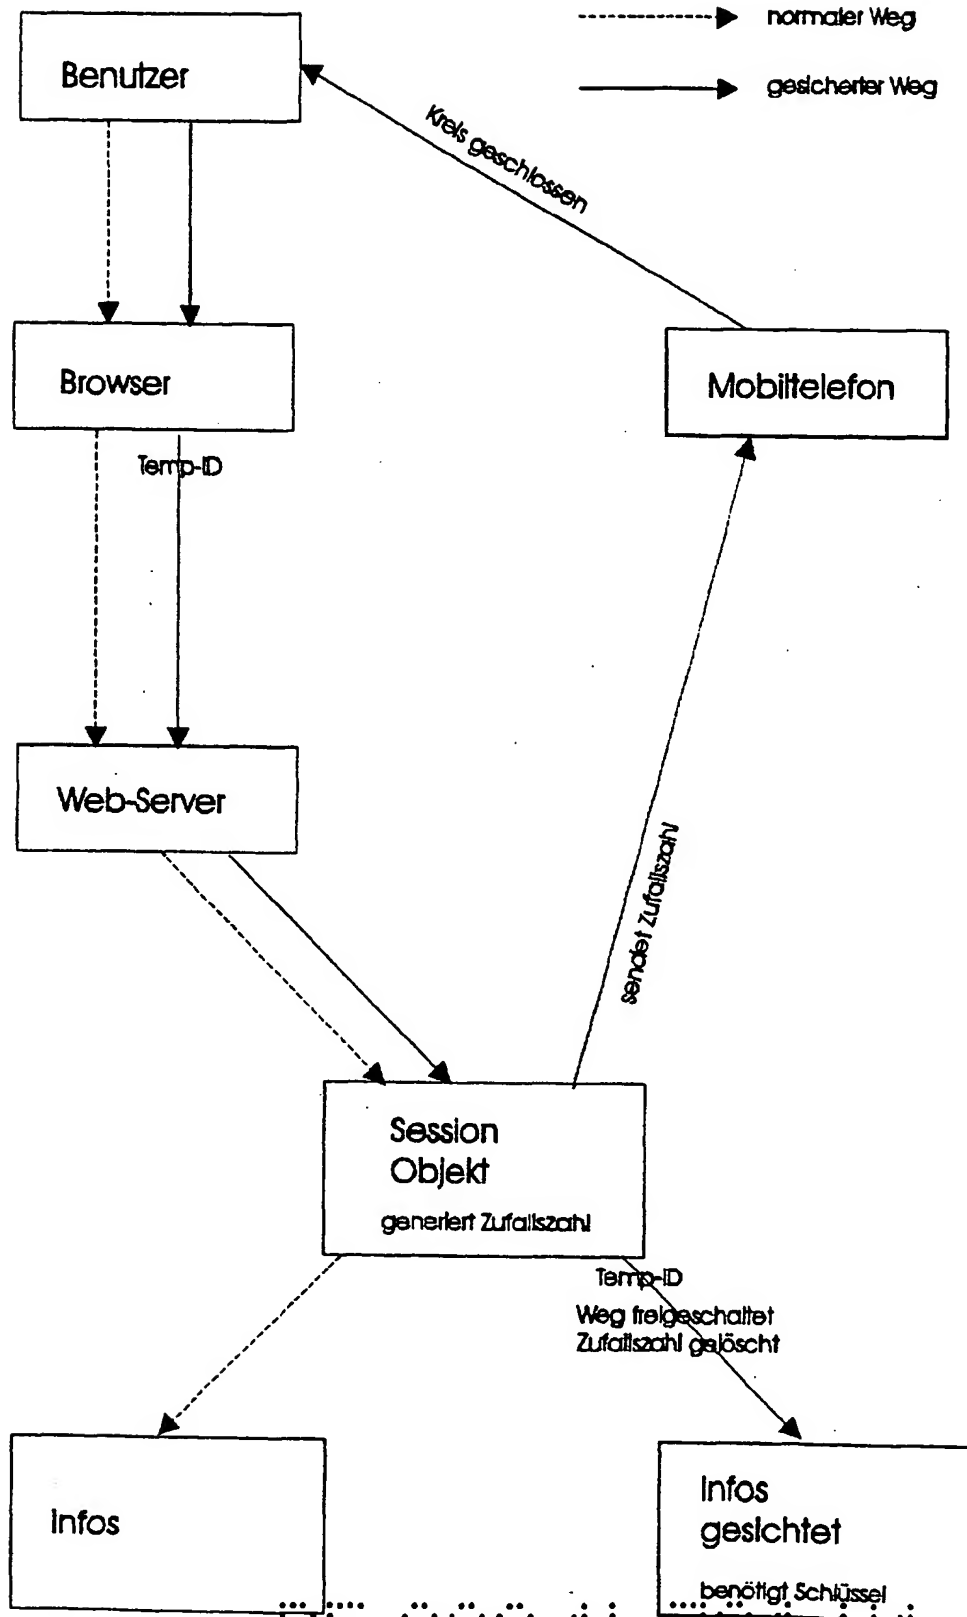 normaler Weg
Benutzer
gesicherter Weg
Kreis geschlossen
Browser
Mobiltelefon
Temp-ID
Web-Server
sendet Zufallszahl
Session
Objekt
generiert Zufallszahl
Temp-ID
Weg freigeschaltet
Zufallszahl gelöscht
Infos
Infos
gesichtet
benötigt Schlüssel